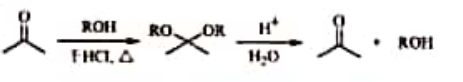 O O
ROH RO OR H⁺
HCl, △ H₂O • ROH